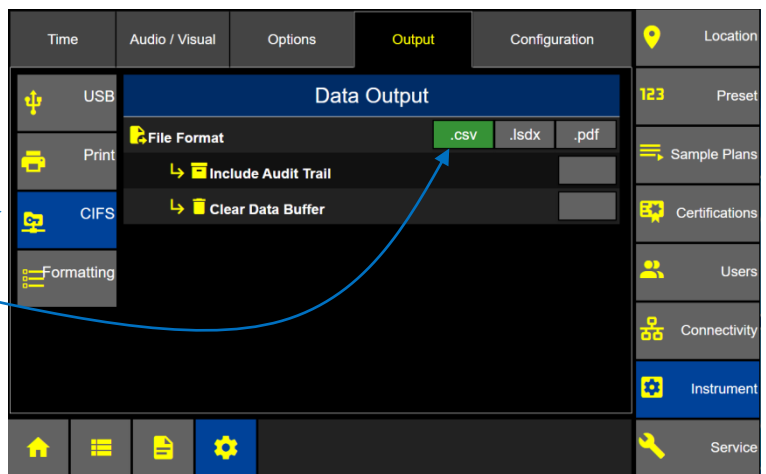 Time
Audio / Visual
Options
Output
Configuration
Location
USB
Data Output
123 Preset
File Format
.csv
.lsdx
.pdf
Print
Include Audit Trail
Sample Plans
CIFS
Clear Data Buffer
Certifications
Formatting
Users
Connectivity
Instrument
Service